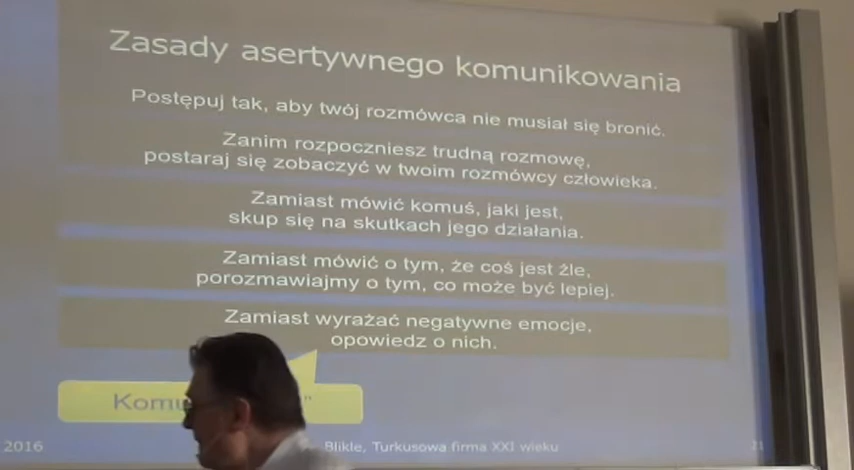 Zasady asertywnego komunikowania
Postępuj tak, aby twój rozmówca nie musiał się bronić.
Zanim rozpoczniesz trudną rozmowę,
postaraj się zobaczyć w twoim rozmówcy człowieka.
Zamiast mówić komuś, jaki jest,
skup się na skutkach jego działania.
Zamiast mówić o tym, że coś jest źle,
porozmawiajmy o tym, co może być lepiej.
Zamiast wyrażać negatywne emocje,
opowiedz o nich.
2016
Blikle, Turkusowa firma XXI wieku